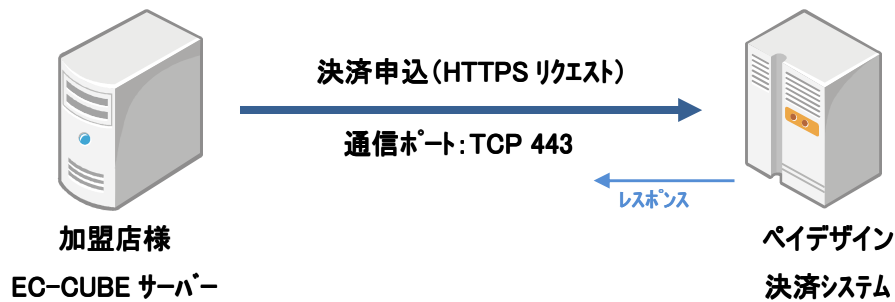 決済申込（HTTPS ﾘｸｴｽﾄ）
通信ﾎﾟｰﾄ：TCP 443
ﾚｽﾎﾟﾝｽ
加盟店様
EC-CUBE ｻｰﾊﾞｰ
ペイデザイン
決済ｼｽﾃﾑ